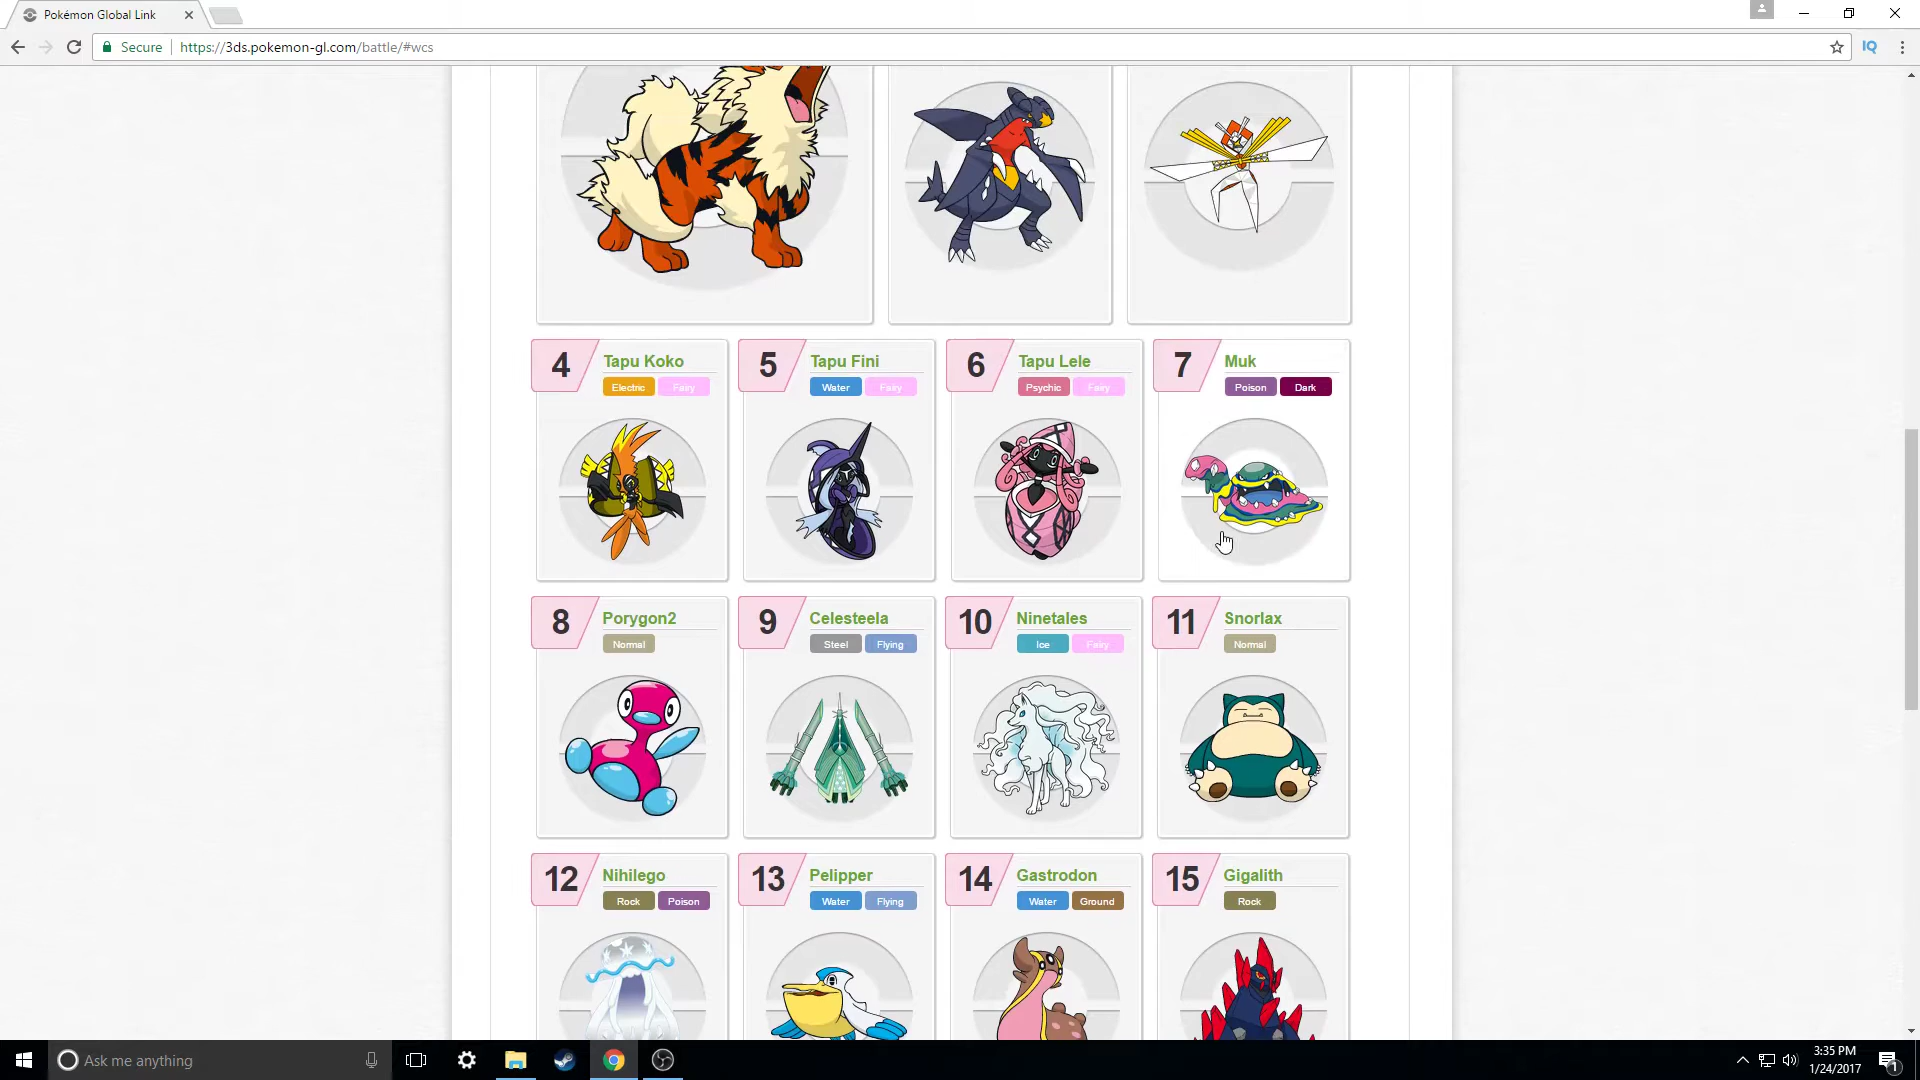 Pokémon Global Link
Secure
https://3ds.pokemon-gl.com/battle/#wcs
IQ
4 Tapu Koko
Electric Fairy
5 Tapu Fini
Water Fairy
6 Tapu Lele
Psychic Fairy
7 Muk
Poison Dark
8 Porygon2
Normal
9 Celesteela
Steel Flying
10 Ninetales
Ice Fairy
11 Snorlax
Normal
12 Nihilego
Rock Poison
13 Pelipper
Water Flying
14 Gastrodon
Water Ground
15 Gigalith
Rock
Ask me anything
3:35 PM
1/24/2017
1